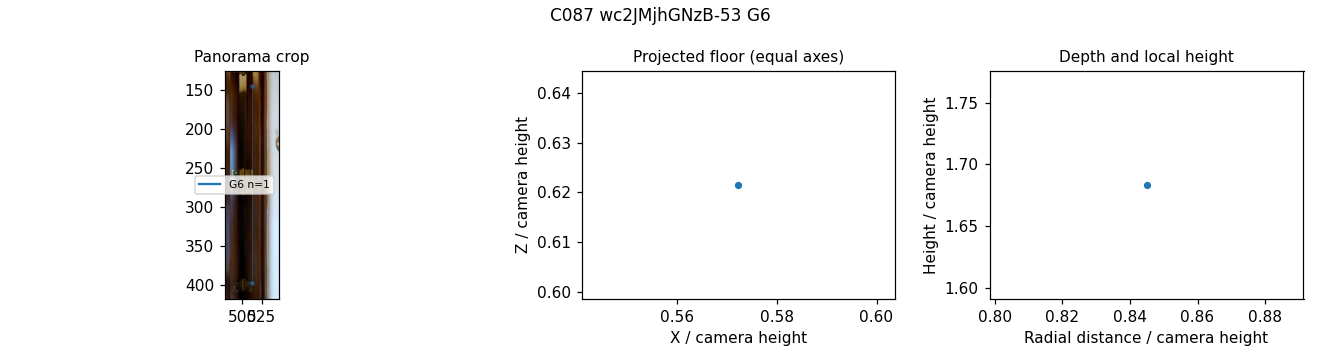 C087 wc2JMjhGNzB-53 G6
Panorama crop
150
200
250
300
350
400
G6 n=1
Projected floor (equal axes)
Z / camera height
0.64
0.63
0.62
0.61
0.60
0.56
0.58
0.60
X / camera height
Depth and local height
Height / camera height
1.75
1.70
1.65
1.60
0.80
0.82
0.84
0.86
0.88
Radial distance / camera height